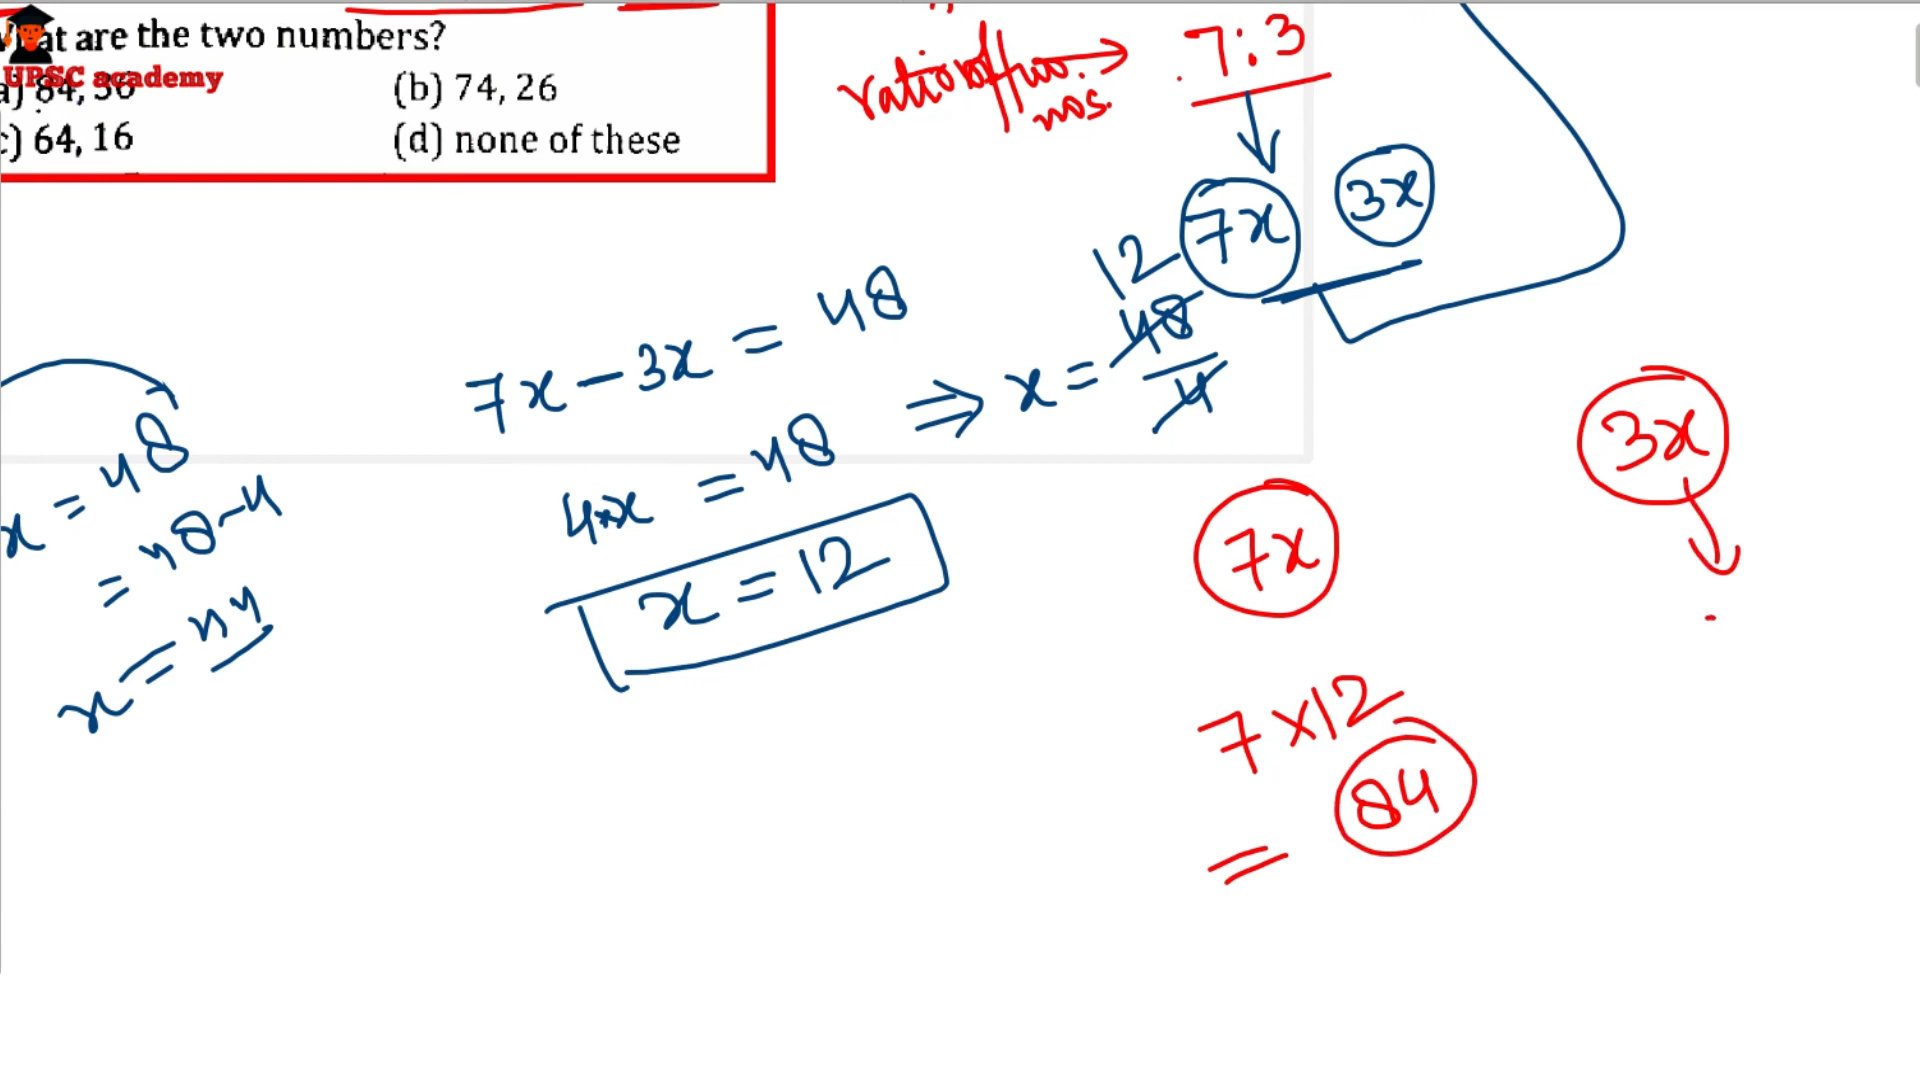 What are the two numbers?
UPSC academy
a) 84, 36
(b) 74, 26
c) 64, 16
(d) none of these
ratio of two nos. → 7:3
7x 3x
7x - 3x = 48
4x = 48
x = 12
⇒ x = 48/4
12
x = 48
= 48-4
x = 44
7x
3x
7 x 12
= 84